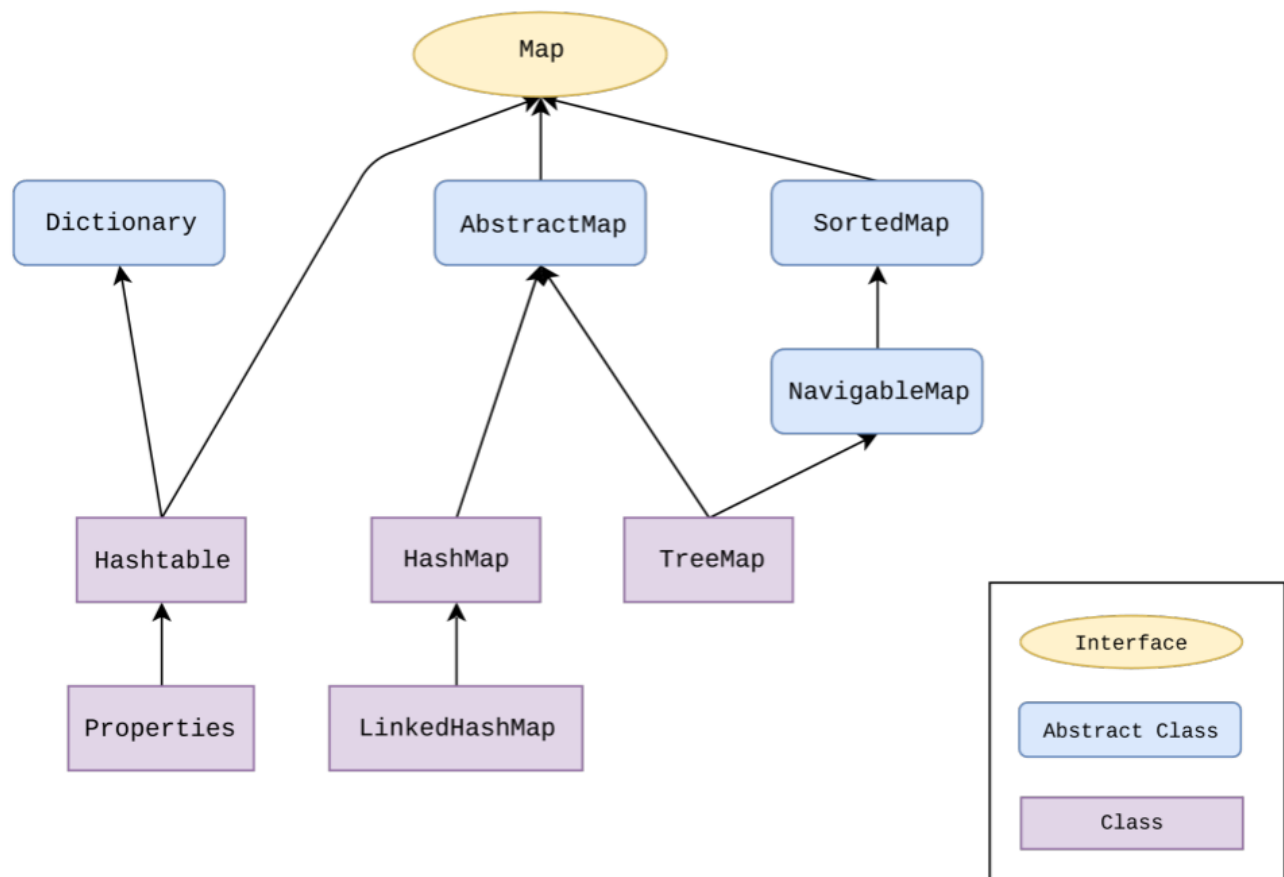 Map
Dictionary
AbstractMap
SortedMap
NavigableMap
Hashtable
HashMap
TreeMap
Properties
LinkedHashMap
Interface
Abstract Class
Class